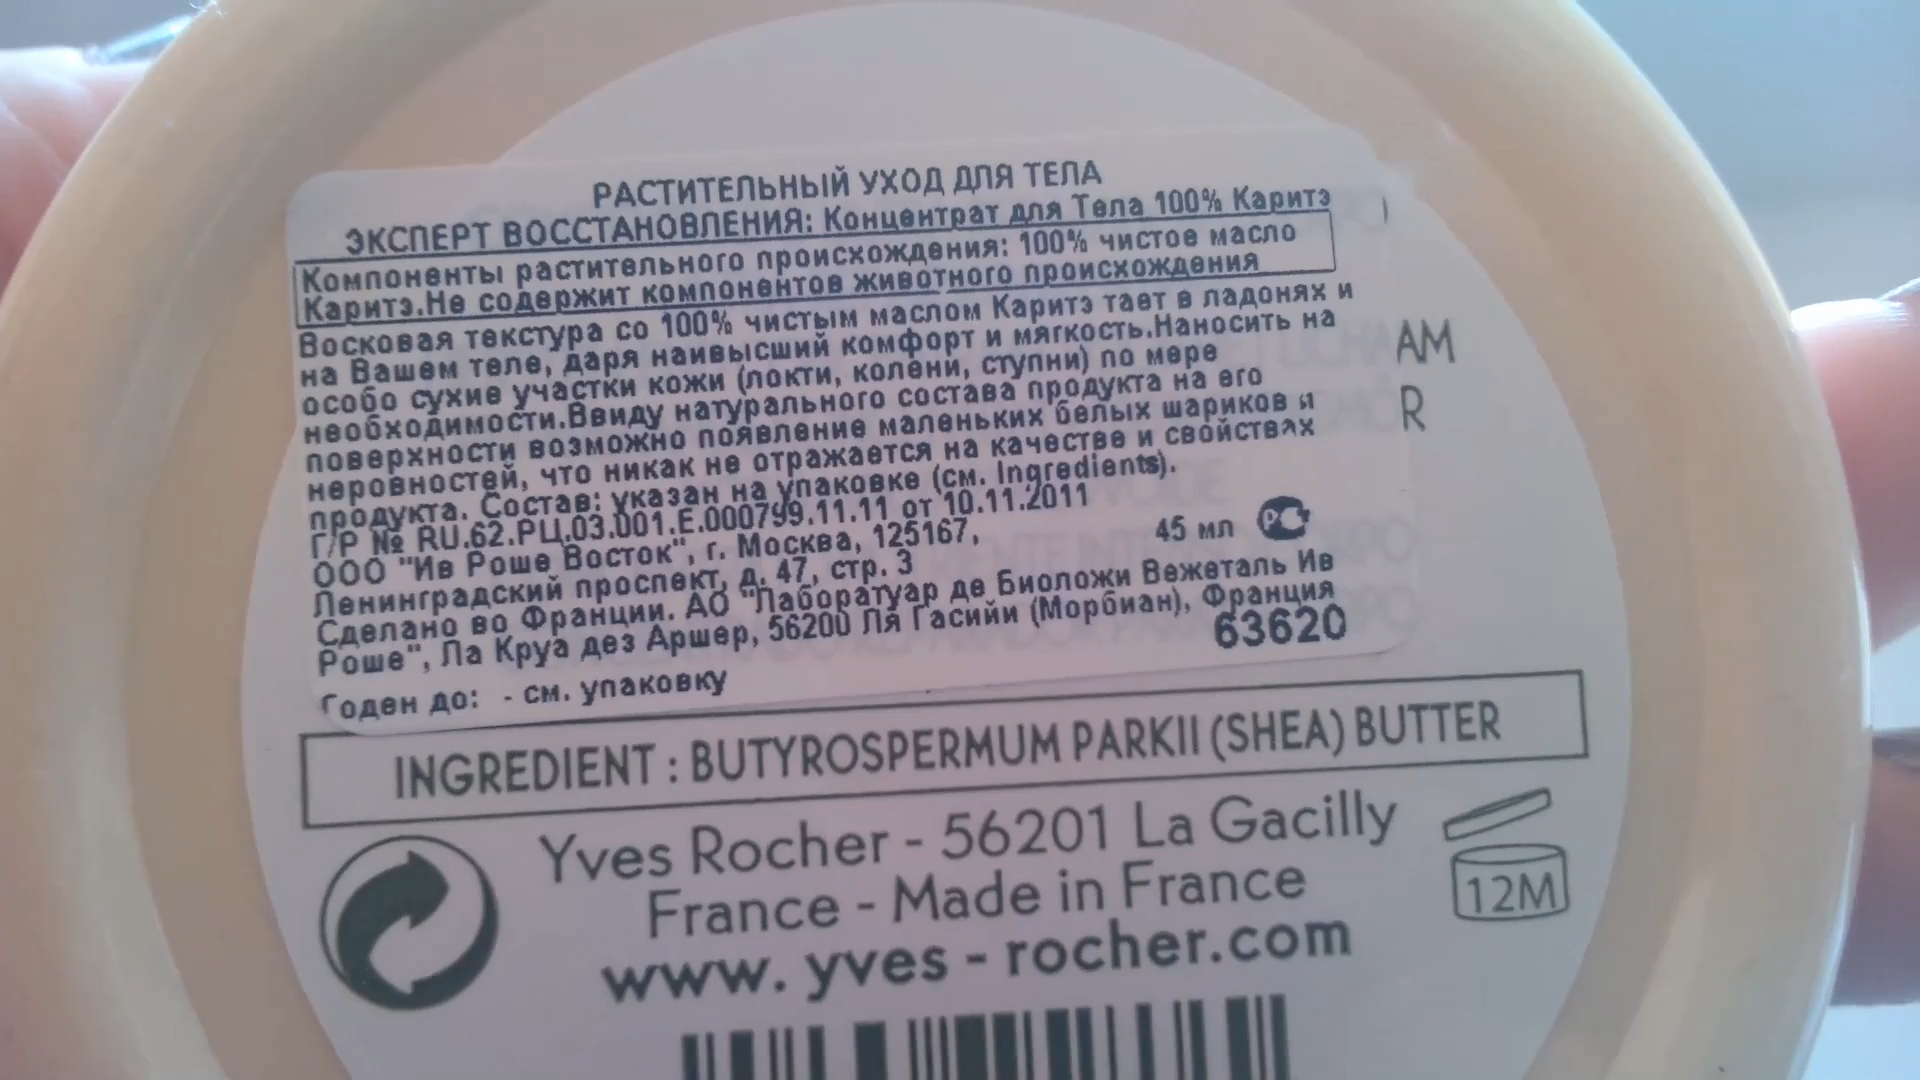 РАСТИТЕЛЬНЫЙ УХОД ДЛЯ ТЕЛА
ЭКСПЕРТ ВОССТАНОВЛЕНИЯ: Концентрат для Тела 100% Каритэ
Компоненты растительного происхождения: 100% чистое масло
Каритэ.Не содержит компонентов животного происхождения
Восковая текстура со 100% чистым маслом Каритэ тает в ладонях и
на Вашем теле, даря наивысший комфорт и мягкость.Наносить на
особо сухие участки кожи (локти, колени, ступни) по мере
необходимости.Ввиду натурального состава продукта на его
поверхности возможно появление маленьких белых шариков и
неровностей, что никак не отражается на качестве и свойствах
продукта. Состав: указан на упаковке (см. Ingredients).
Г/Р № RU.62.РЦ.03.001.Е.000799.11.11 от 10.11.2011
ООО "Ив Роше Восток", г. Москва, 125167,
45 мл РСТ
Ленинградский проспект, д. 47, стр. 3
Сделано во Франции. АО "Лаборатуар де Биоложи Вежеталь Ив
Роше", Ла Круа дез Аршер, 56200 Ля Гасийи (Морбиан), Франция
63620
Годен до: - см. упаковку
AM
R
INGREDIENT : BUTYROSPERMUM PARKII (SHEA) BUTTER
Yves Rocher - 56201 La Gacilly
France - Made in France
www. yves - rocher.com
12M